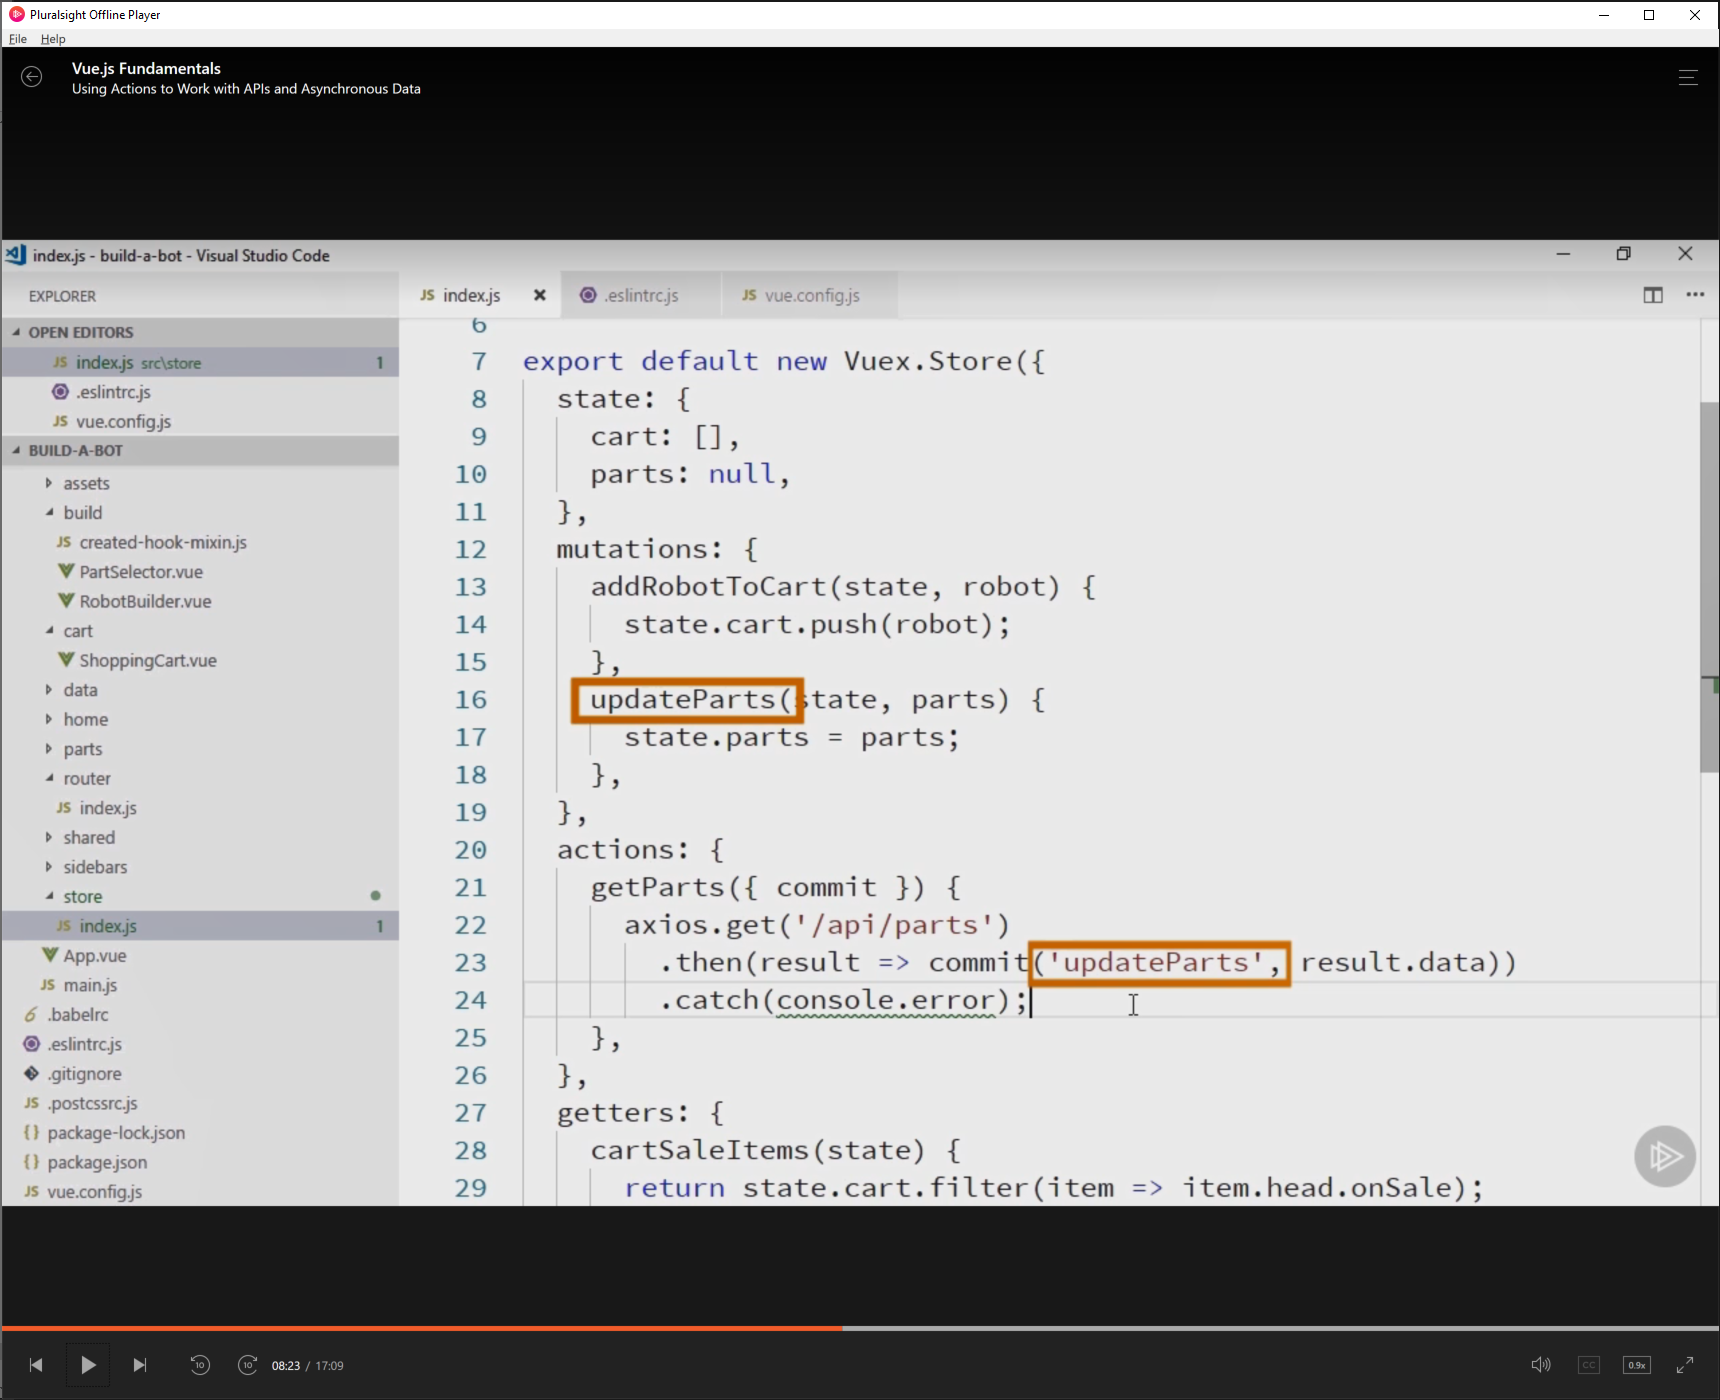 Pluralsight Offline Player
File Help
Vue.js Fundamentals
Using Actions to Work with APIs and Asynchronous Data
index.js - build-a-bot - Visual Studio Code
EXPLORER
OPEN EDITORS
JS index.js src\store 1
.eslintrc.js
JS vue.config.js
BUILD-A-BOT
assets
build
JS created-hook-mixin.js
PartSelector.vue
RobotBuilder.vue
cart
ShoppingCart.vue
data
home
parts
router
JS index.js
shared
sidebars
store
JS index.js 1
App.vue
JS main.js
6 .babelrc
.eslintrc.js
.gitignore
JS .postcssrc.js
{} package-lock.json
{} package.json
JS vue.config.js
JS index.js
.eslintrc.js
JS vue.config.js
6
7 export default new Vuex.Store({
8 state: {
9 cart: [],
10 parts: null,
11 },
12 mutations: {
13 addRobotToCart(state, robot) {
14 state.cart.push(robot);
15 },
16 updateParts(state, parts) {
17 state.parts = parts;
18 },
19 },
20 actions: {
21 getParts({ commit }) {
22 axios.get('/api/parts')
23 .then(result => commit('updateParts', result.data))
24 .catch(console.error);
25 },
26 },
27 getters: {
28 cartSaleItems(state) {
29 return state.cart.filter(item => item.head.onSale);
10
10
08:23 / 17:09
CC
0.9x